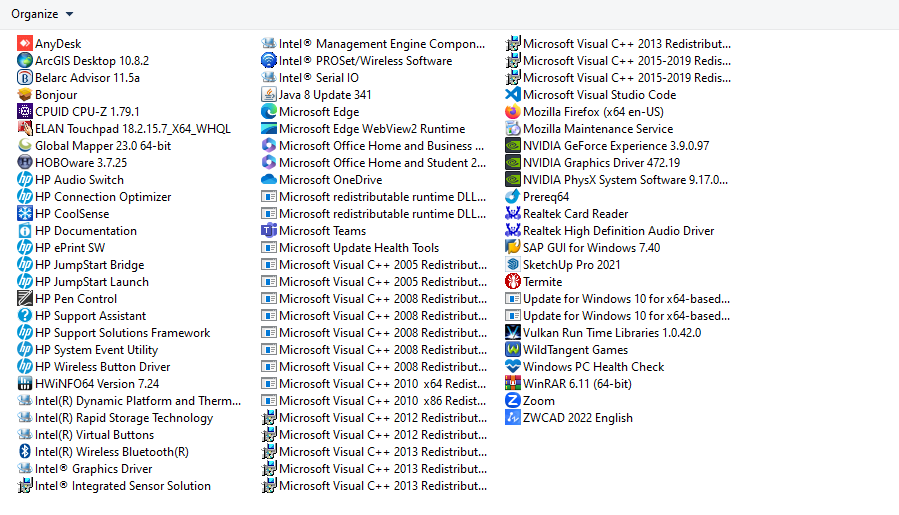 Organize
AnyDesk
ArcGIS Desktop 10.8.2
Belarc Advisor 11.5a
Bonjour
CPUID CPU-Z 1.79.1
ELAN Touchpad 18.2.15.7_X64_WHQL
Global Mapper 23.0 64-bit
HOBOware 3.7.25
HP Audio Switch
HP Connection Optimizer
HP CoolSense
HP Documentation
HP ePrint SW
HP JumpStart Bridge
HP JumpStart Launch
HP Pen Control
HP Support Assistant
HP Support Solutions Framework
HP System Event Utility
HP Wireless Button Driver
HWiNFO64 Version 7.24
Intel(R) Dynamic Platform and Therm...
Intel(R) Rapid Storage Technology
Intel(R) Virtual Buttons
Intel(R) Wireless Bluetooth(R)
Intel® Graphics Driver
Intel® Integrated Sensor Solution
Intel® Management Engine Compon...
Intel® PROSet/Wireless Software
Intel® Serial IO
Java 8 Update 341
Microsoft Edge
Microsoft Edge WebView2 Runtime
Microsoft Office Home and Business ...
Microsoft Office Home and Student 2...
Microsoft OneDrive
Microsoft redistributable runtime DLL...
Microsoft redistributable runtime DLL...
Microsoft Teams
Microsoft Update Health Tools
Microsoft Visual C++ 2005 Redistribut...
Microsoft Visual C++ 2005 Redistribut...
Microsoft Visual C++ 2008 Redistribut...
Microsoft Visual C++ 2008 Redistribut...
Microsoft Visual C++ 2008 Redistribut...
Microsoft Visual C++ 2008 Redistribut...
Microsoft Visual C++ 2008 Redistribut...
Microsoft Visual C++ 2010  x64 Redist...
Microsoft Visual C++ 2010  x86 Redist...
Microsoft Visual C++ 2012 Redistribut...
Microsoft Visual C++ 2012 Redistribut...
Microsoft Visual C++ 2013 Redistribut...
Microsoft Visual C++ 2013 Redistribut...
Microsoft Visual C++ 2013 Redistribut...
Microsoft Visual C++ 2013 Redistribut...
Microsoft Visual C++ 2015-2019 Redis...
Microsoft Visual C++ 2015-2019 Redis...
Microsoft Visual Studio Code
Mozilla Firefox (x64 en-US)
Mozilla Maintenance Service
NVIDIA GeForce Experience 3.9.0.97
NVIDIA Graphics Driver 472.19
NVIDIA PhysX System Software 9.17.0...
Prereq64
Realtek Card Reader
Realtek High Definition Audio Driver
SAP GUI for Windows 7.40
SketchUp Pro 2021
Termite
Update for Windows 10 for x64-based...
Update for Windows 10 for x64-based...
Vulkan Run Time Libraries 1.0.42.0
WildTangent Games
Windows PC Health Check
WinRAR 6.11 (64-bit)
Zoom
ZWCAD 2022 English